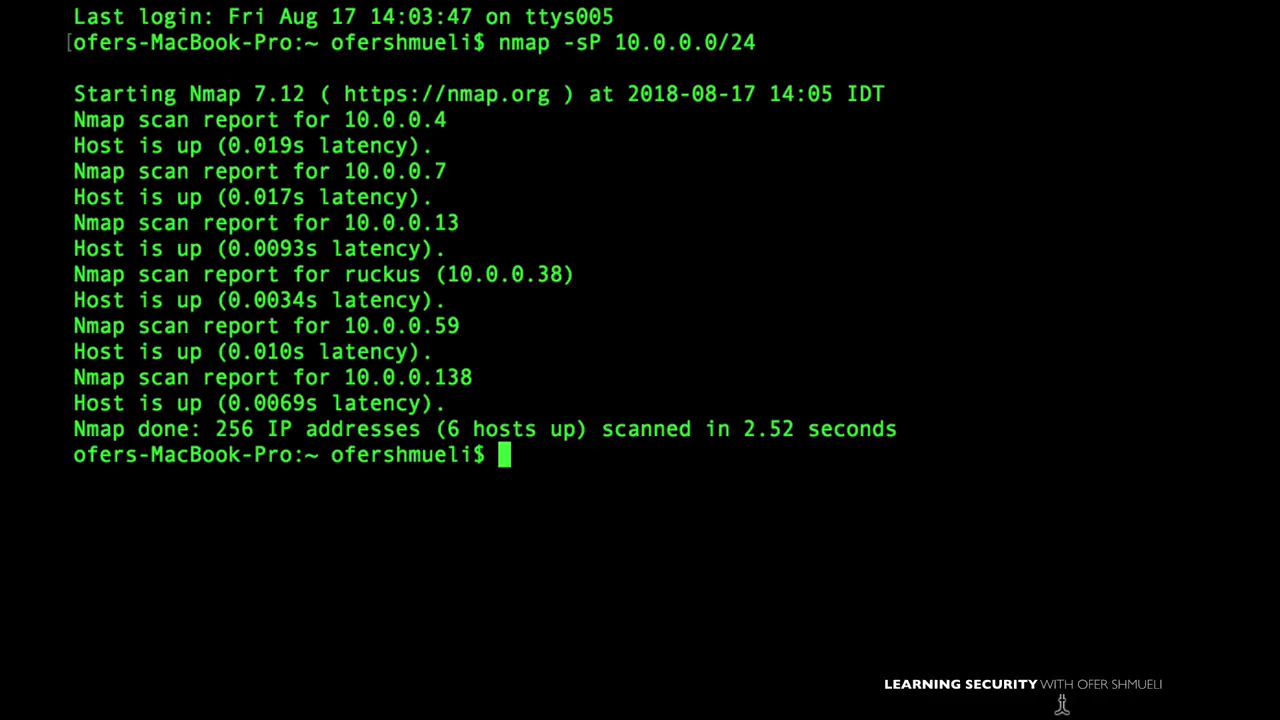 Last login: Fri Aug 17 14:03:47 on ttys005
[ofers-MacBook-Pro:~ ofershmueli$ nmap -sP 10.0.0.0/24
Starting Nmap 7.12 ( https://nmap.org ) at 2018-08-17 14:05 IDT
Nmap scan report for 10.0.0.4
Host is up (0.019s latency).
Nmap scan report for 10.0.0.7
Host is up (0.017s latency).
Nmap scan report for 10.0.0.13
Host is up (0.0093s latency).
Nmap scan report for ruckus (10.0.0.38)
Host is up (0.0034s latency).
Nmap scan report for 10.0.0.59
Host is up (0.010s latency).
Nmap scan report for 10.0.0.138
Host is up (0.0069s latency).
Nmap done: 256 IP addresses (6 hosts up) scanned in 2.52 seconds
ofers-MacBook-Pro:~ ofershmueli$
LEARNING SECURITY WITH OFER SHMUELI